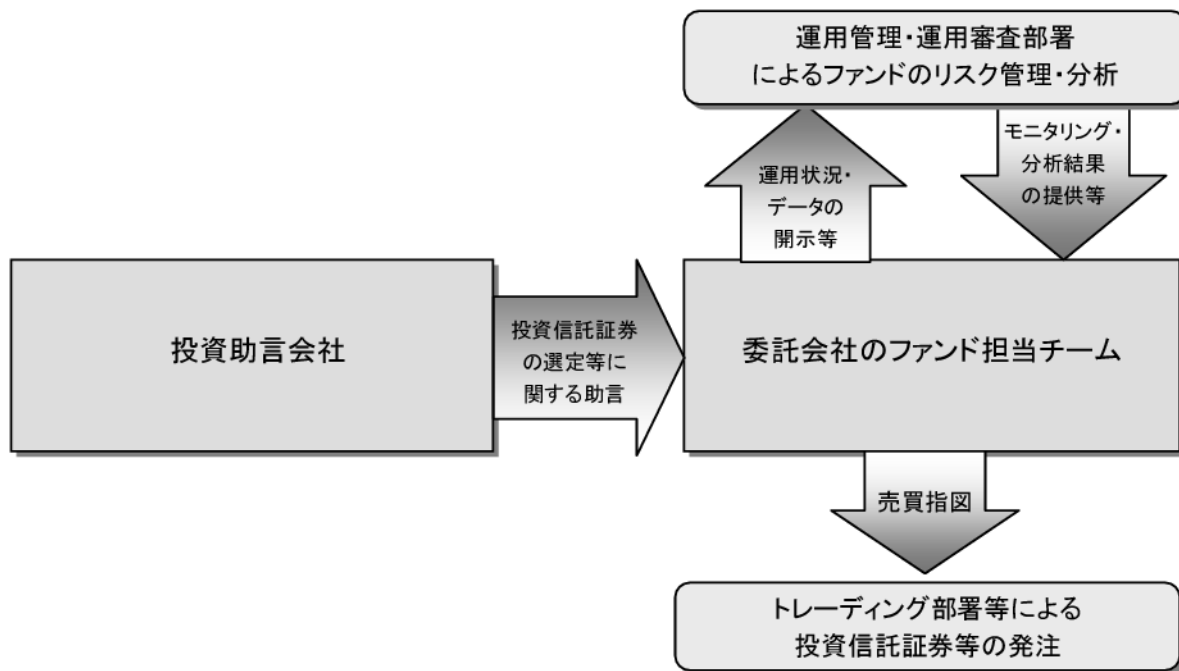 運用管理・運用審査部署
によるファンドのリスク管理・分析
モニタリング・
分析結果
の提供等
運用状況・
データの
開示等
投資助言会社
投資信託証券
の選定等に
関する助言
委託会社のファンド担当チーム
売買指図
トレーディング部署等による
投資信託証券等の発注